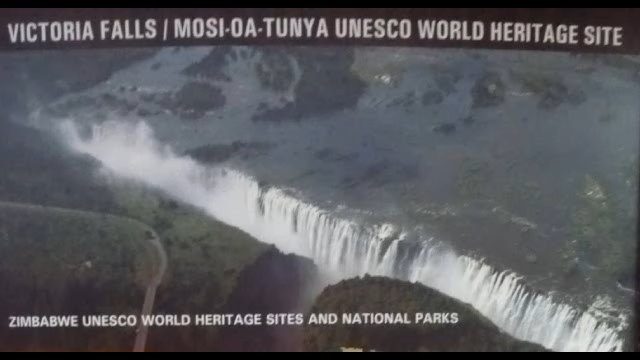 VICTORIA FALLS / MOSI-OA-TUNYA UNESCO WORLD HERITAGE SITE
ZIMBABWE UNESCO WORLD HERITAGE SITES AND NATIONAL PARKS